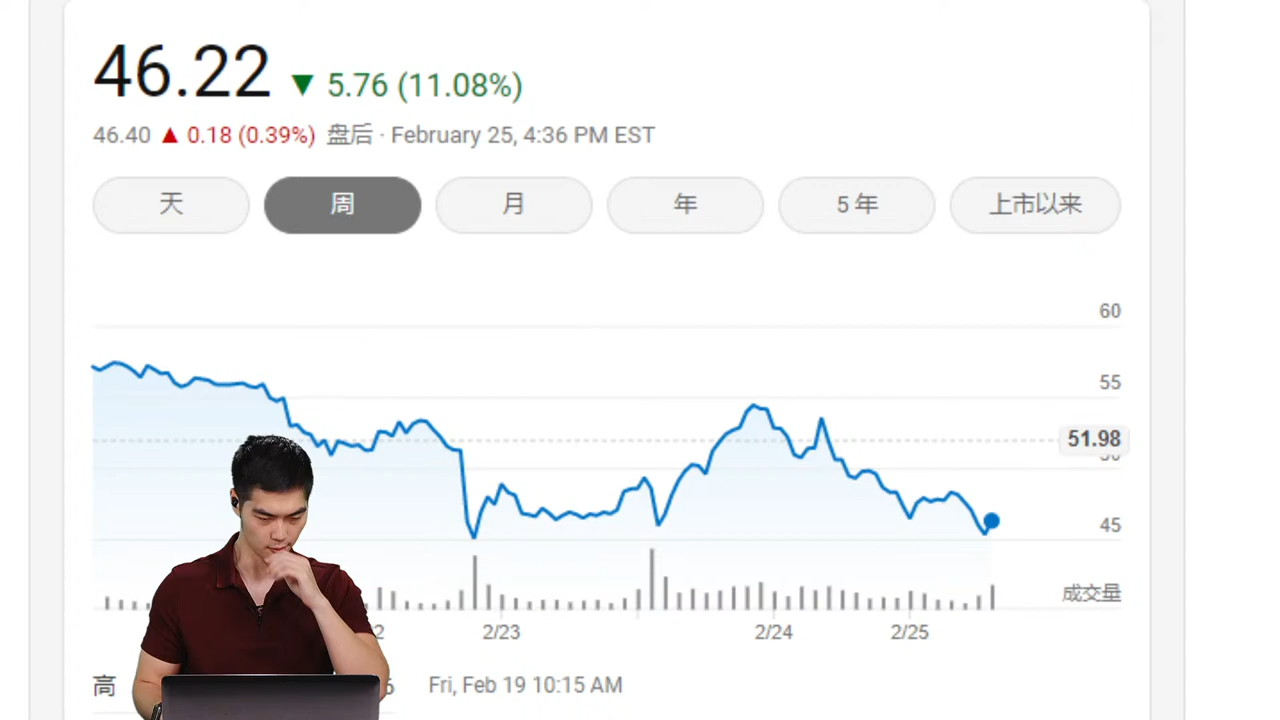 46.22 ▼ 5.76 (11.08%)
46.40 ▲ 0.18 (0.39%) 盘后 · February 25, 4:36 PM EST
天 周 月 年 5 年 上市以来
60
55
51.98
45
成交量
2/23 2/24 2/25
高 Fri, Feb 19 10:15 AM